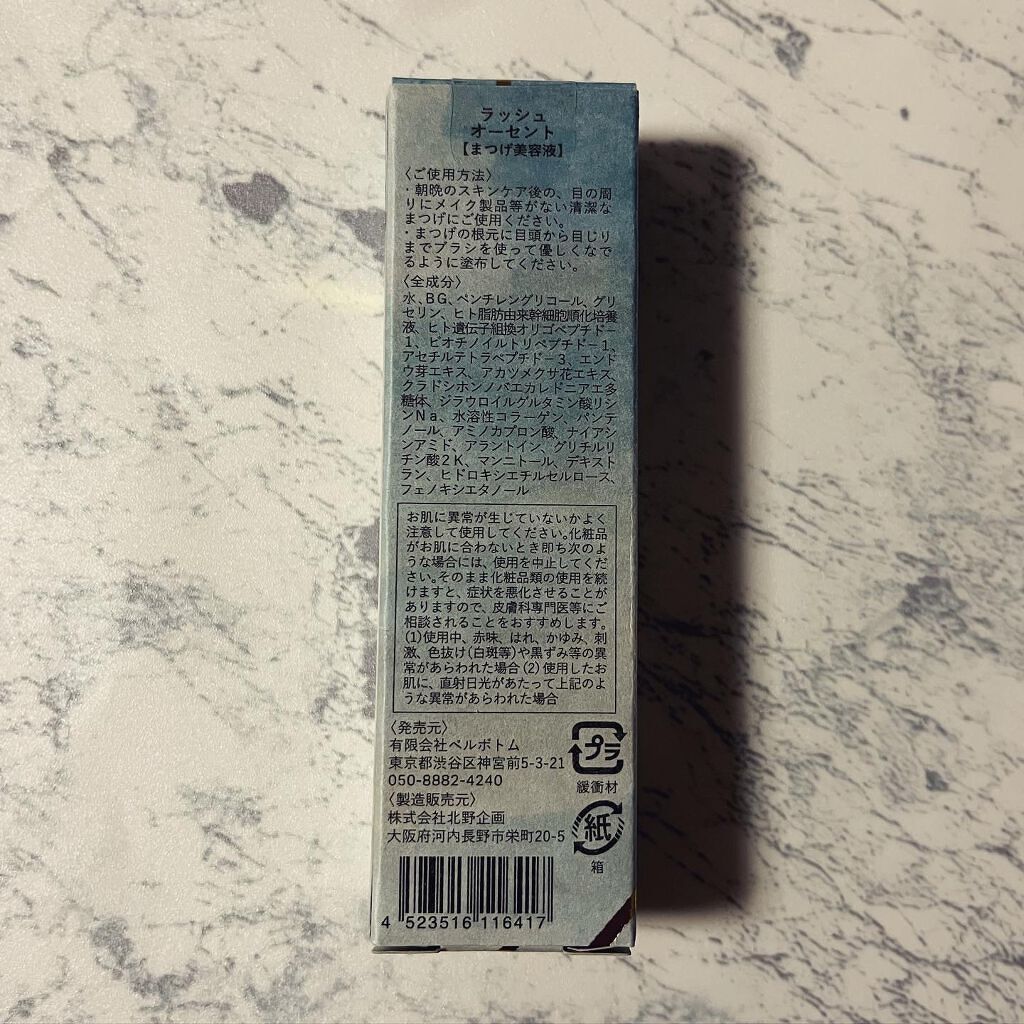 ラッシュ
オーセント
【まつげ美容液】
〈ご使用方法〉
・朝晩のスキンケア後の、目の周
りにメイク製品等がない清潔な
まつげにご使用ください。
・まつげの根元に目頭から目じり
までブラシを使って優しくなで
るように塗布してください。
〈全成分〉
水、BG、ペンチレングリコール、グリ
セリン、ヒト脂肪由来幹細胞順化培養
液、ヒト遺伝子組換オリゴペプチド-
1、ビオチノイルトリペプチド-1、
アセチルテトラペプチド-3、エンド
ウ芽エキス、アカツメクサ花エキス、
クラドシホンノバエカレドニアエ多
糖体、ジラウロイルグルタミン酸リシ
ンNa、水溶性コラーゲン、パンテ
ノール、アミノカプロン酸、ナイアシ
ンアミド、アラントイン、グリチルリ
チン酸2K、マンニトール、デキスト
ラン、ヒドロキシエチルセルロース、
フェノキシエタノール
お肌に異常が生じていないかよく
注意して使用してください。化粧品
がお肌に合わないとき即ち次のよ
うな場合には、使用を中止してくだ
さい。そのまま化粧品類の使用を続
けますと、症状を悪化させることが
ありますので、皮膚科専門医等にご
相談されることをおすすめします。
(1)使用中、赤味、はれ、かゆみ、刺
激、色抜け(白斑等)や黒ずみ等の異
常があらわれた場合(2)使用したお
肌に、直射日光があたって上記のよ
うな異常があらわれた場合
〈発売元〉
有限会社ベルボトム
東京都渋谷区神宮前5-3-21
050-8882-4240
〈製造販売元〉
株式会社北野企画
大阪府河内長野市栄町20-5
プラ
緩衝材
紙
箱
4 523516 116417